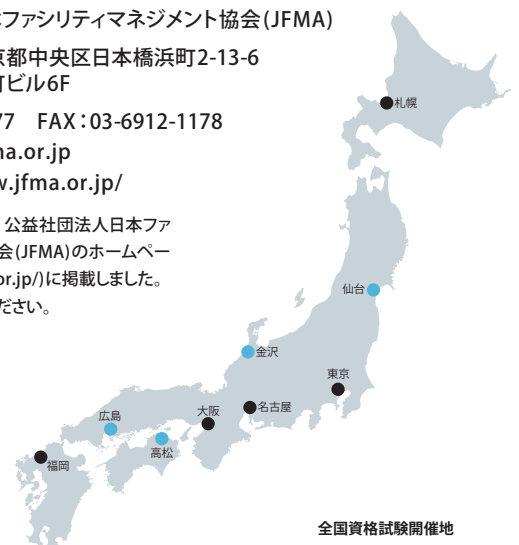 ファシリティマネジメント協会(JFMA)
都中央区日本橋浜町2-13-6
ビル6F
77 FAX：03-6912-1178
a.or.jp
.jfma.or.jp/
公益社団法人日本ファ
会(JFMA)のホームペー
or.jp/)に掲載しました。
ださい。
札幌
仙台
金沢
東京
名古屋
大阪
広島
高松
福岡
全国資格試験開催地